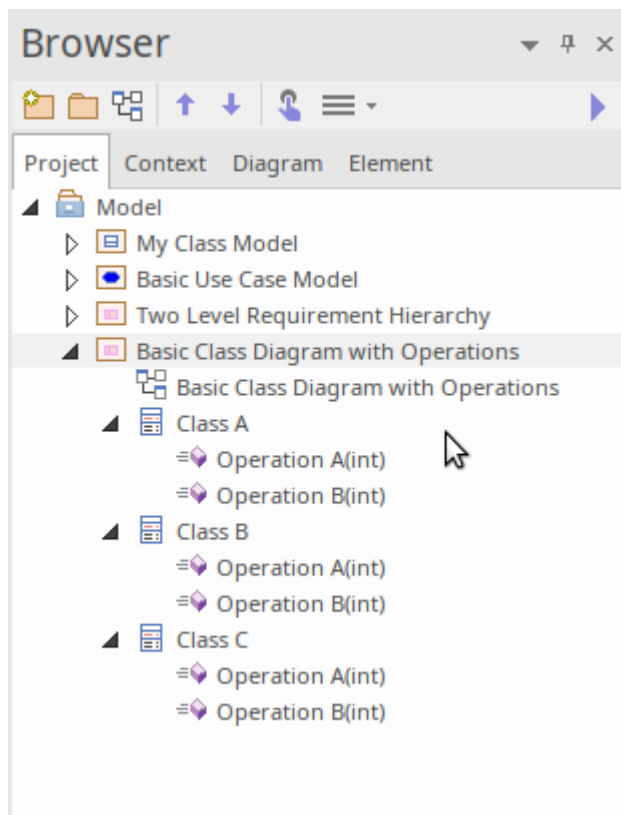 Browser
Project Context Diagram Element
Model
My Class Model
Basic Use Case Model
Two Level Requirement Hierarchy
Basic Class Diagram with Operations
Basic Class Diagram with Operations
Class A
Operation A(int)
Operation B(int)
Class B
Operation A(int)
Operation B(int)
Class C
Operation A(int)
Operation B(int)